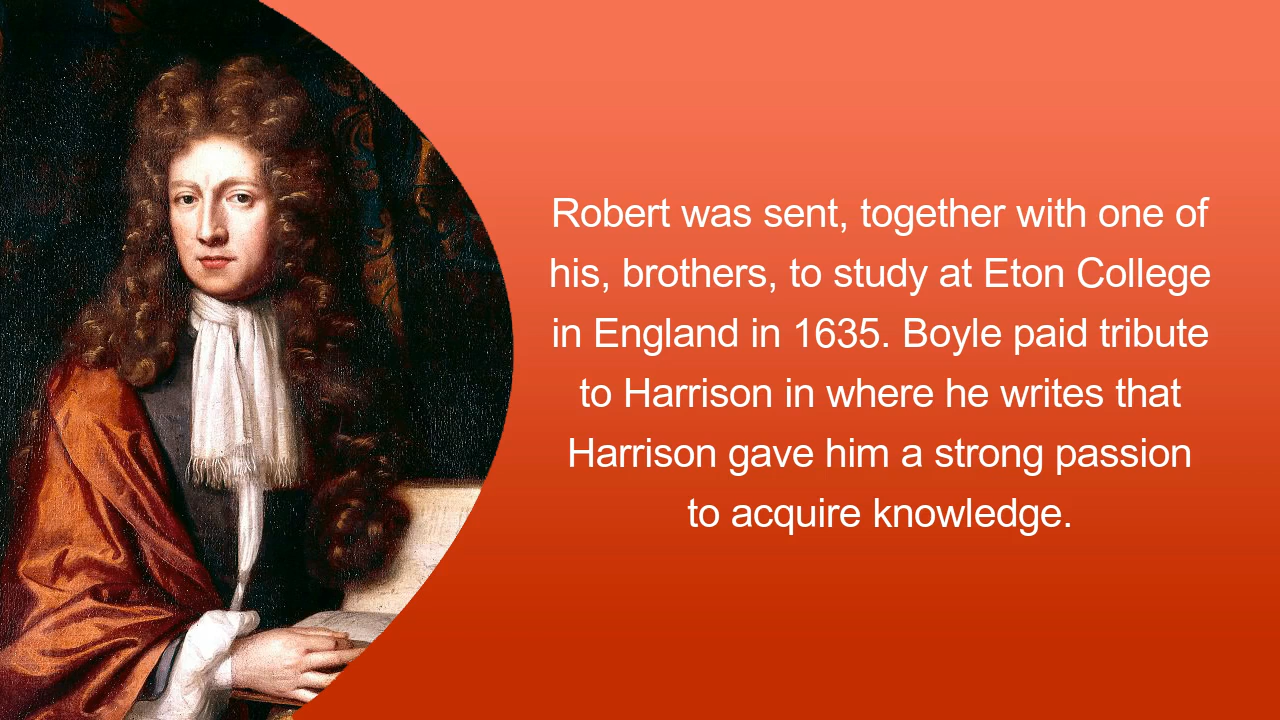 Robert was sent, together with one of
his, brothers, to study at Eton College
in England in 1635. Boyle paid tribute
to Harrison in where he writes that
Harrison gave him a strong passion
to acquire knowledge.